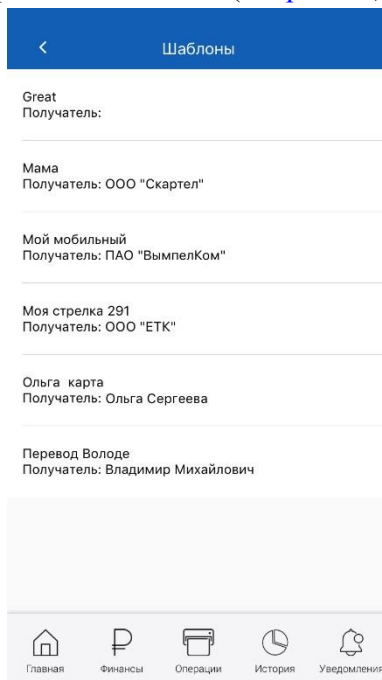 Шаблоны
Great
Получатель:
Мама
Получатель: ООО "Скартел"
Мой мобильный
Получатель: ПАО "ВымпелКом"
Моя стрелка 291
Получатель: ООО "ЕТК"
Ольга карта
Получатель: Ольга Сергеева
Перевод Володе
Получатель: Владимир Михайлович
Главная Финансы Операции История Уведомления